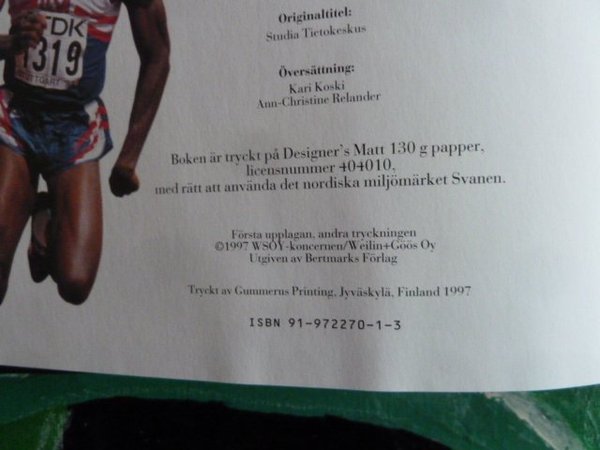 TDK
1319
STUTTGART
Originaltitel:
Studia Tietokeskus
Översättning:
Kari Koski
Ann-Christine Relander
Boken är tryckt på Designer's Matt 130 g papper,
licensnummer 404010,
med rätt att använda det nordiska miljömärket Svanen.
Första upplagan, andra tryckningen
©1997 WSOY-koncernen/Weilin+Göös Oy
Utgiven av Bertmarks Förlag
Tryckt av Gummerus Printing, Jyväskylä, Finland 1997
ISBN 91-972270-1-3